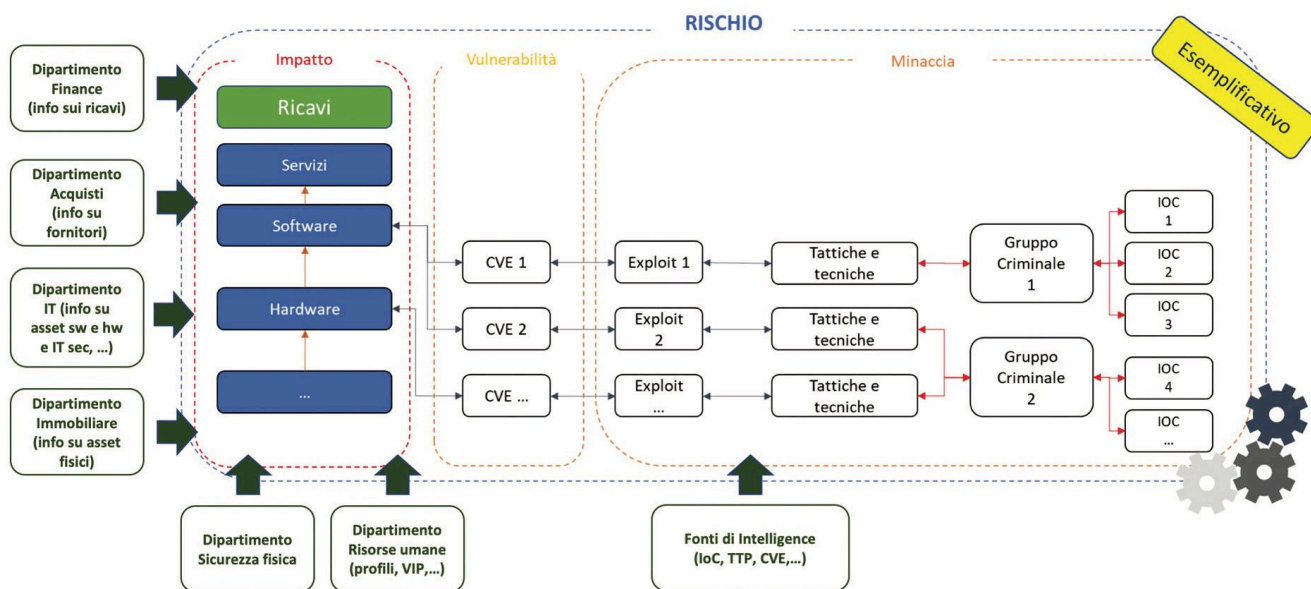 RISCHIO
Esemplificativo
Impatto
Vulnerabilità
Minaccia
Dipartimento
Finance
(info sui ricavi)
Ricavi
Servizi
Dipartimento
Acquisti
(info su
fornitori)
Software
Hardware
...
Dipartimento
IT (info su
asset sw e hw
e IT sec, ...)
Dipartimento
Immobiliare
(info su asset
fisici)
CVE 1
CVE 2
CVE ...
Exploit 1
Exploit
2
Exploit
...
Tattiche e
tecniche
Tattiche e
tecniche
Tattiche e
tecniche
Gruppo
Criminale
1
Gruppo
Criminale
2
IOC
1
IOC
2
IOC
3
IOC
4
IOC
...
Dipartimento
Sicurezza fisica
Dipartimento
Risorse umane
(profili, VIP,...)
Fonti di Intelligence
(IoC, TTP, CVE,...)